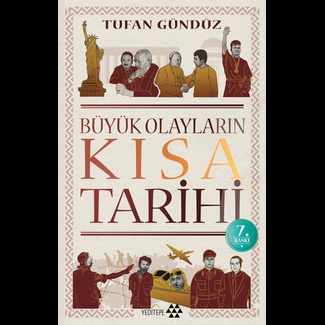 TUFAN GÜNDÜZ
BÜYÜK OLAYLARIN
KISA
TARİHİ
7.
BASKI
YEDİTEPE